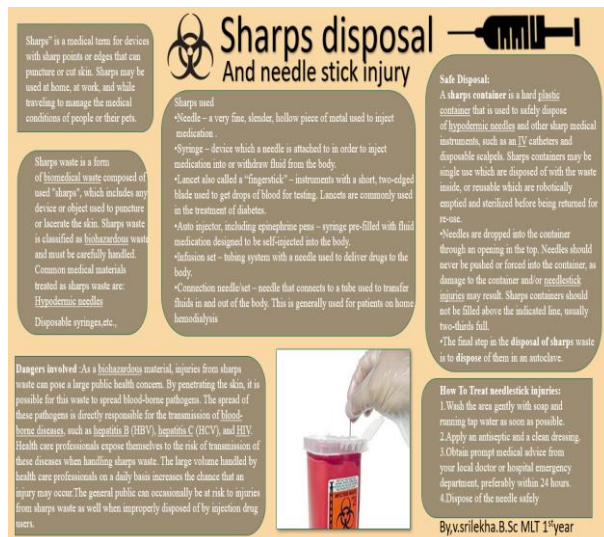 Sharps disposal
And needle stick injury
Sharps” is a medical term for devices
with sharp points or edges that can
puncture or cut skin. Sharps may be
used at home, at work, and while
traveling to manage the medical
conditions of people or their pets.
Sharps waste is a form
of biomedical waste composed of
used "sharps", which includes any
device or object used to puncture
or lacerate the skin. Sharps waste
is classified as biohazardous waste
and must be carefully handled.
Common medical materials
treated as sharps waste are:
Hypodermic needles
Disposable syringes,etc.,
Sharps used
•Needle – a very fine, slender, hollow piece of metal used to inject
medication .
•Syringe – device which a needle is attached to in order to inject
medication into or withdraw fluid from the body.
•Lancet also called a “fingerstick” – instruments with a short, two-edged
blade used to get drops of blood for testing. Lancets are commonly used
in the treatment of diabetes.
•Auto injector, including epinephrine pens – syringe pre-filled with fluid
medication designed to be self-injected into the body.
•Infusion set – tubing system with a needle used to deliver drugs to the
body.
•Connection needle/set – needle that connects to a tube used to transfer
fluids in and out of the body. This is generally used for patients on home
hemodialysis
Safe Disposal:
A sharps container is a hard plastic
container that is used to safely dispose
of hypodermic needles and other sharp medical
instruments, such as an IV catheters and
disposable scalpels. Sharps containers may be
single use which are disposed of with the waste
inside, or reusable which are robotically
emptied and sterilized before being returned for
re-use.
•Needles are dropped into the container
through an opening in the top. Needles should
never be pushed or forced into the container, as
damage to the container and/or needlestick
injuries may result. Sharps containers should
not be filled above the indicated line, usually
two-thirds full.
•The final step in the disposal of sharps waste
is to dispose of them in an autoclave.
Dangers involved :As a biohazardous material, injuries from sharps
waste can pose a large public health concern. By penetrating the skin, it is
possible for this waste to spread blood-borne pathogens. The spread of
these pathogens is directly responsible for the transmission of blood-
borne diseases, such as hepatitis B (HBV), hepatitis C (HCV), and HIV.
Health care professionals expose themselves to the risk of transmission of
these diseases when handling sharps waste. The large volume handled by
health care professionals on a daily basis increases the chance that an
injury may occur.The general public can occasionally be at risk to injuries
from sharps waste as well when improperly disposed of by injection drug
users.
How To Treat needlestick injuries:
1.Wash the area gently with soap and
running tap water as soon as possible.
2.Apply an antiseptic and a clean dressing.
3.Obtain prompt medical advice from
your local doctor or hospital emergency
department, preferably within 24 hours.
4.Dispose of the needle safely
By,v.srilekha.B.Sc MLT 1styear